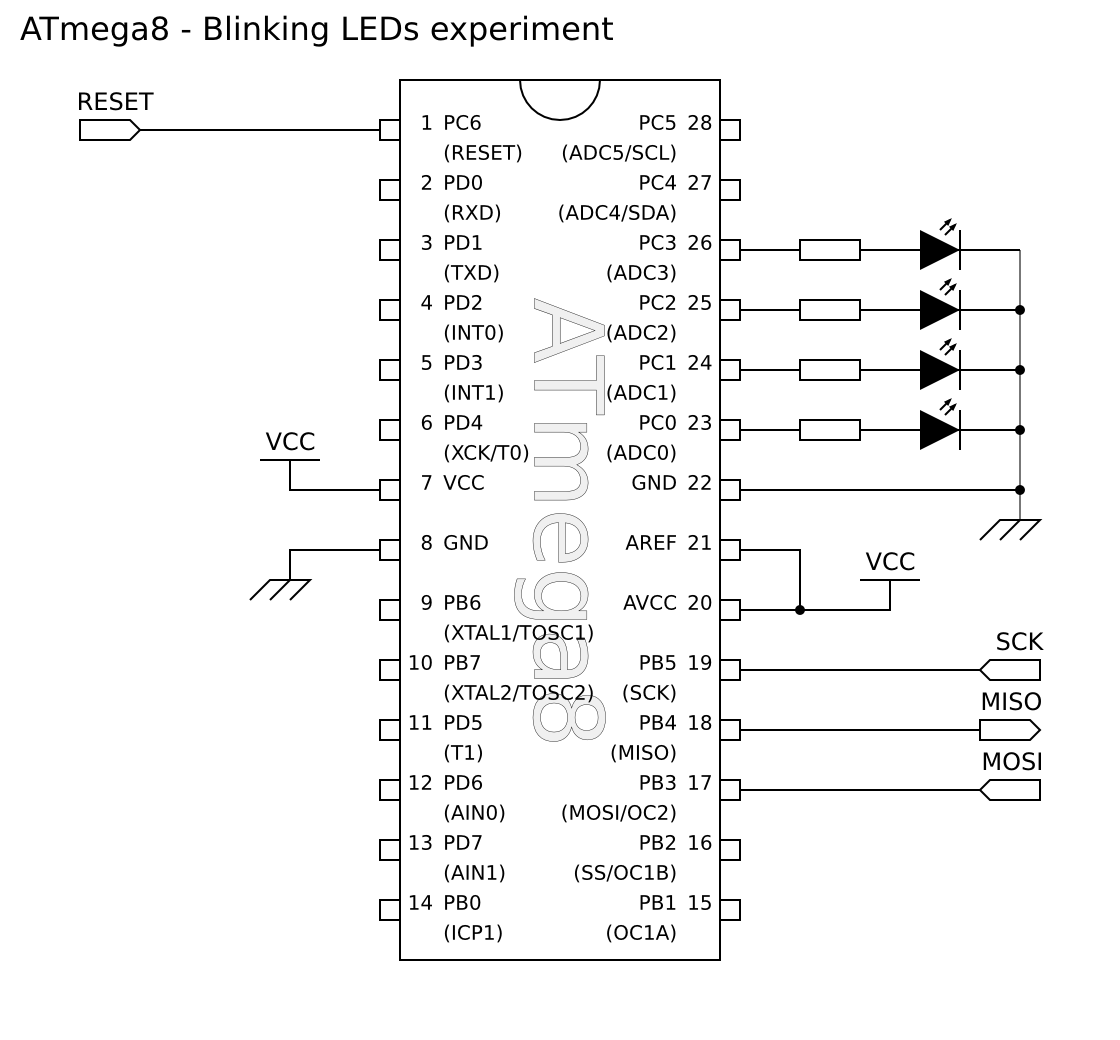 ATmega8 - Blinking LEDs experiment
RESET
1 PC6 PC5 28
(RESET) (ADC5/SCL)
2 PD0 PC4 27
(RXD) (ADC4/SDA)
3 PD1 PC3 26
(TXD) (ADC3)
4 PD2 PC2 25
(INT0) (ADC2)
5 PD3 PC1 24
(INT1) (ADC1)
6 PD4 PC0 23
VCC
(XCK/T0) (ADC0)
7 VCC GND 22
8 GND AREF 21
VCC
9 PB6 AVCC 20
(XTAL1/TOSC1)
SCK
10 PB7 PB5 19
(XTAL2/TOSC2) (SCK)
MISO
11 PD5 PB4 18
(T1) (MISO)
MOSI
12 PD6 PB3 17
(AIN0) (MOSI/OC2)
13 PD7 PB2 16
(AIN1) (SS/OC1B)
14 PB0 PB1 15
(ICP1) (OC1A)
ATmega8